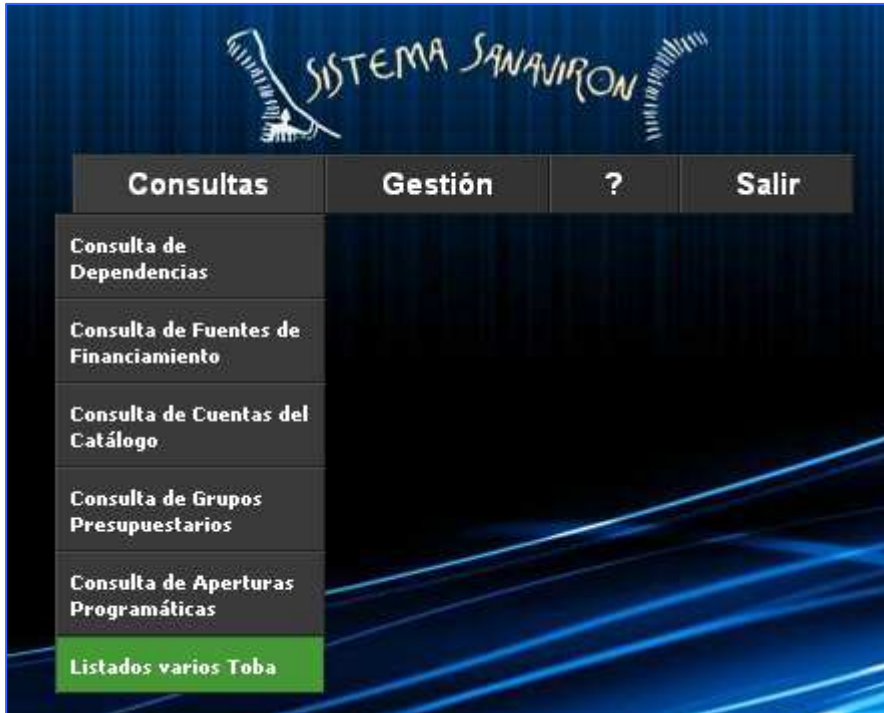 SISTEMA SANAVIRON
Consultas Gestión ? Salir
Consulta de
Dependencias
Consulta de Fuentes de
Financiamiento
Consulta de Cuentas del
Catálogo
Consulta de Grupos
Presupuestarios
Consulta de Aperturas
Programáticas
Listados varios Toba